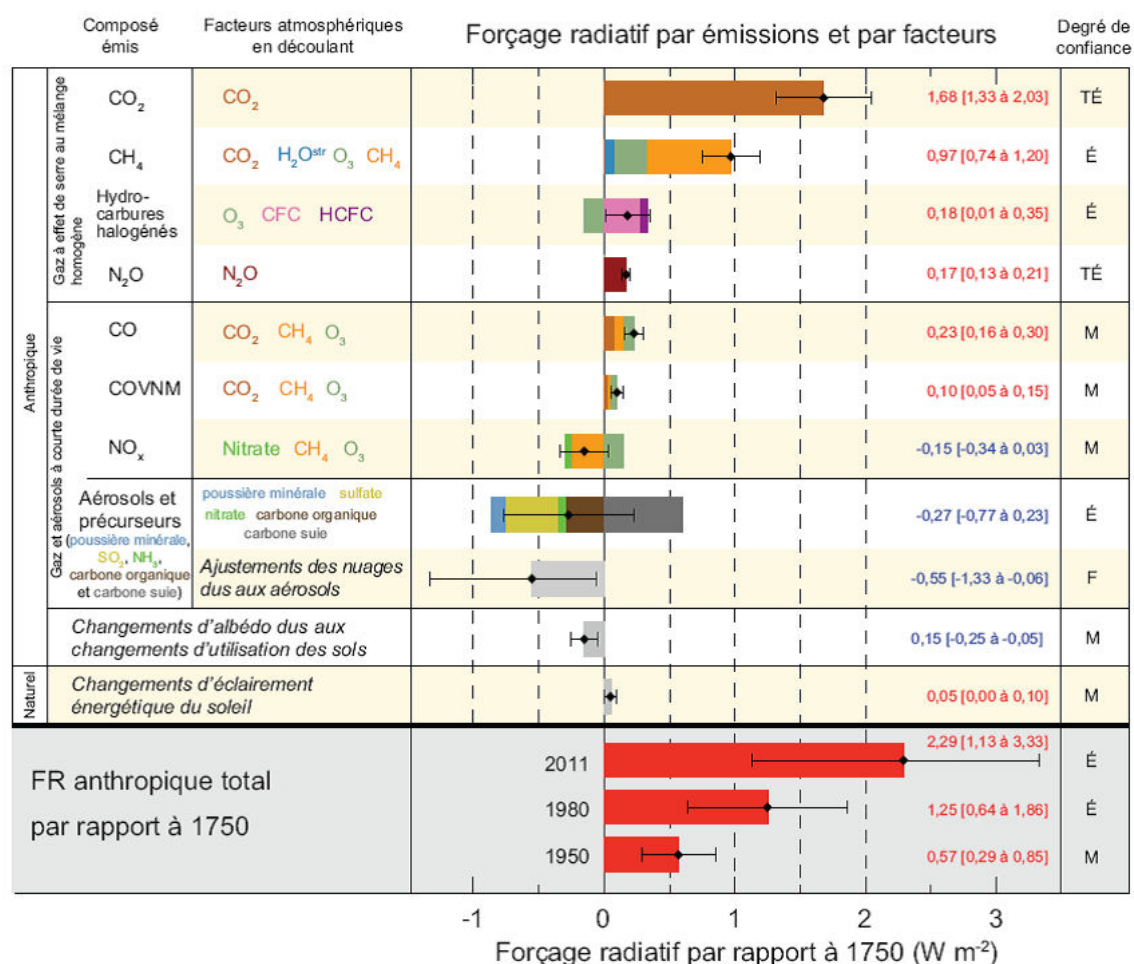 Composé
émis
Facteurs atmosphériques
en découlant
Forçage radiatif par émissions et par facteurs
Degré de
confiance
Anthropique
Gaz à effet de serre au mélange
homogène
CO₂
CO₂
1,68 [1,33 à 2,03]
TÉ
CH₄
CO₂ H₂Oˢᵗʳ O₃ CH₄
0,97 [0,74 à 1,20]
É
Hydro-
carbures
halogénés
O₃ CFC HCFC
0,18 [0,01 à 0,35]
É
N₂O
N₂O
0,17 [0,13 à 0,21]
TÉ
Gaz et aérosols à courte durée de vie
CO
CO₂ CH₄ O₃
0,23 [0,16 à 0,30]
M
COVNM
CO₂ CH₄ O₃
0,10 [0,05 à 0,15]
M
NOₓ
Nitrate CH₄ O₃
-0,15 [-0,34 à 0,03]
M
Aérosols et
précurseurs
(poussière minérale,
SO₂, NH₃,
carbone organique
et carbone suie)
poussière minérale sulfate
nitrate carbone organique
carbone suie
-0,27 [-0,77 à 0,23]
É
Ajustements des nuages
dus aux aérosols
-0,55 [-1,33 à -0,06]
F
Changements d'albédo dus aux
changements d'utilisation des sols
0,15 [-0,25 à -0,05]
M
Naturel
Changements d'éclairement
énergétique du soleil
0,05 [0,00 à 0,10]
M
FR anthropique total
par rapport à 1750
2011
2,29 [1,13 à 3,33]
É
1980
1,25 [0,64 à 1,86]
É
1950
0,57 [0,29 à 0,85]
M
-1 0 1 2 3
Forçage radiatif par rapport à 1750 (W m⁻²)